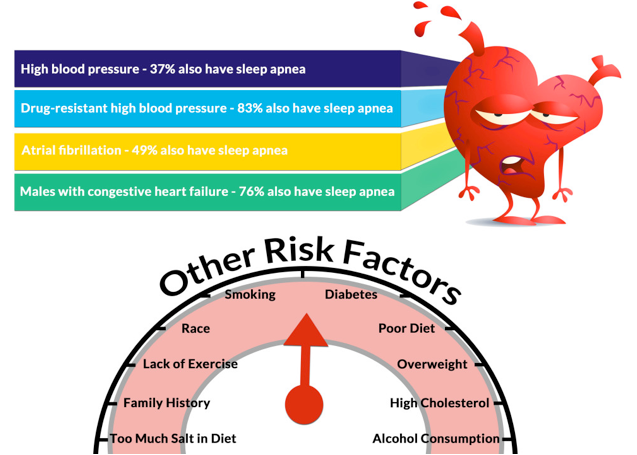 High blood pressure - 37% also have sleep apnea
Drug-resistant high blood pressure - 83% also have sleep apnea
Atrial fibrillation - 49% also have sleep apnea
Males with congestive heart failure - 76% also have sleep apnea
Other Risk Factors
Smoking
Diabetes
Race
Poor Diet
Lack of Exercise
Overweight
Family History
High Cholesterol
Too Much Salt in Diet
Alcohol Consumption